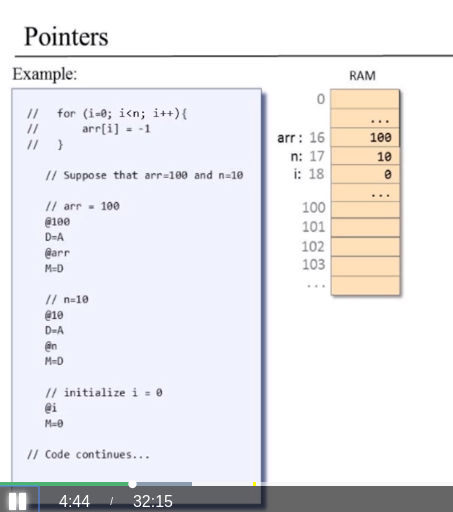 Pointers
Example:
//   for (i=0; i<n; i++){
//       arr[i] = -1
//   }
// Suppose that arr=100 and n=10
// arr = 100
@100
D=A
@arr
M=D
// n=10
@10
D=A
@n
M=D
// initialize i = 0
@i
M=0
// Code continues...
RAM
0
...
arr: 16 100
n: 17 10
i: 18 0
...
100
101
102
103
...
4:44 / 32:15